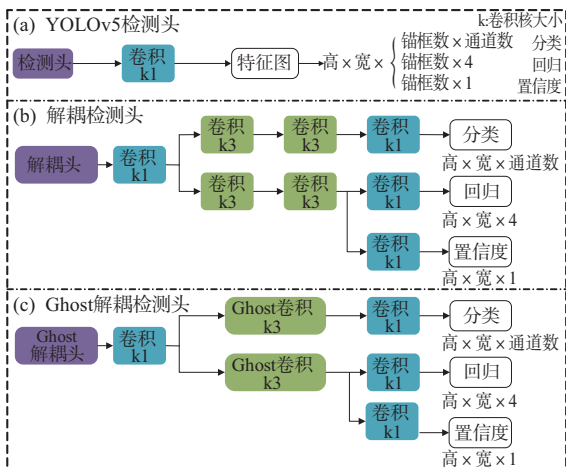 (a) YOLOv5检测头
k:卷积核大小
检测头
卷积
k1
特征图
高×宽×
锚框数×通道数 分类
锚框数×4 回归
锚框数×1 置信度
(b) 解耦检测头
解耦头
卷积
k1
卷积
k3
卷积
k3
卷积
k1
分类
高×宽×通道数
卷积
k3
卷积
k3
卷积
k1
回归
高×宽×4
卷积
k1
置信度
高×宽×1
(c) Ghost解耦检测头
Ghost
解耦头
卷积
k1
Ghost卷积
k3
卷积
k1
分类
高×宽×通道数
Ghost卷积
k3
卷积
k1
回归
高×宽×4
卷积
k1
置信度
高×宽×1